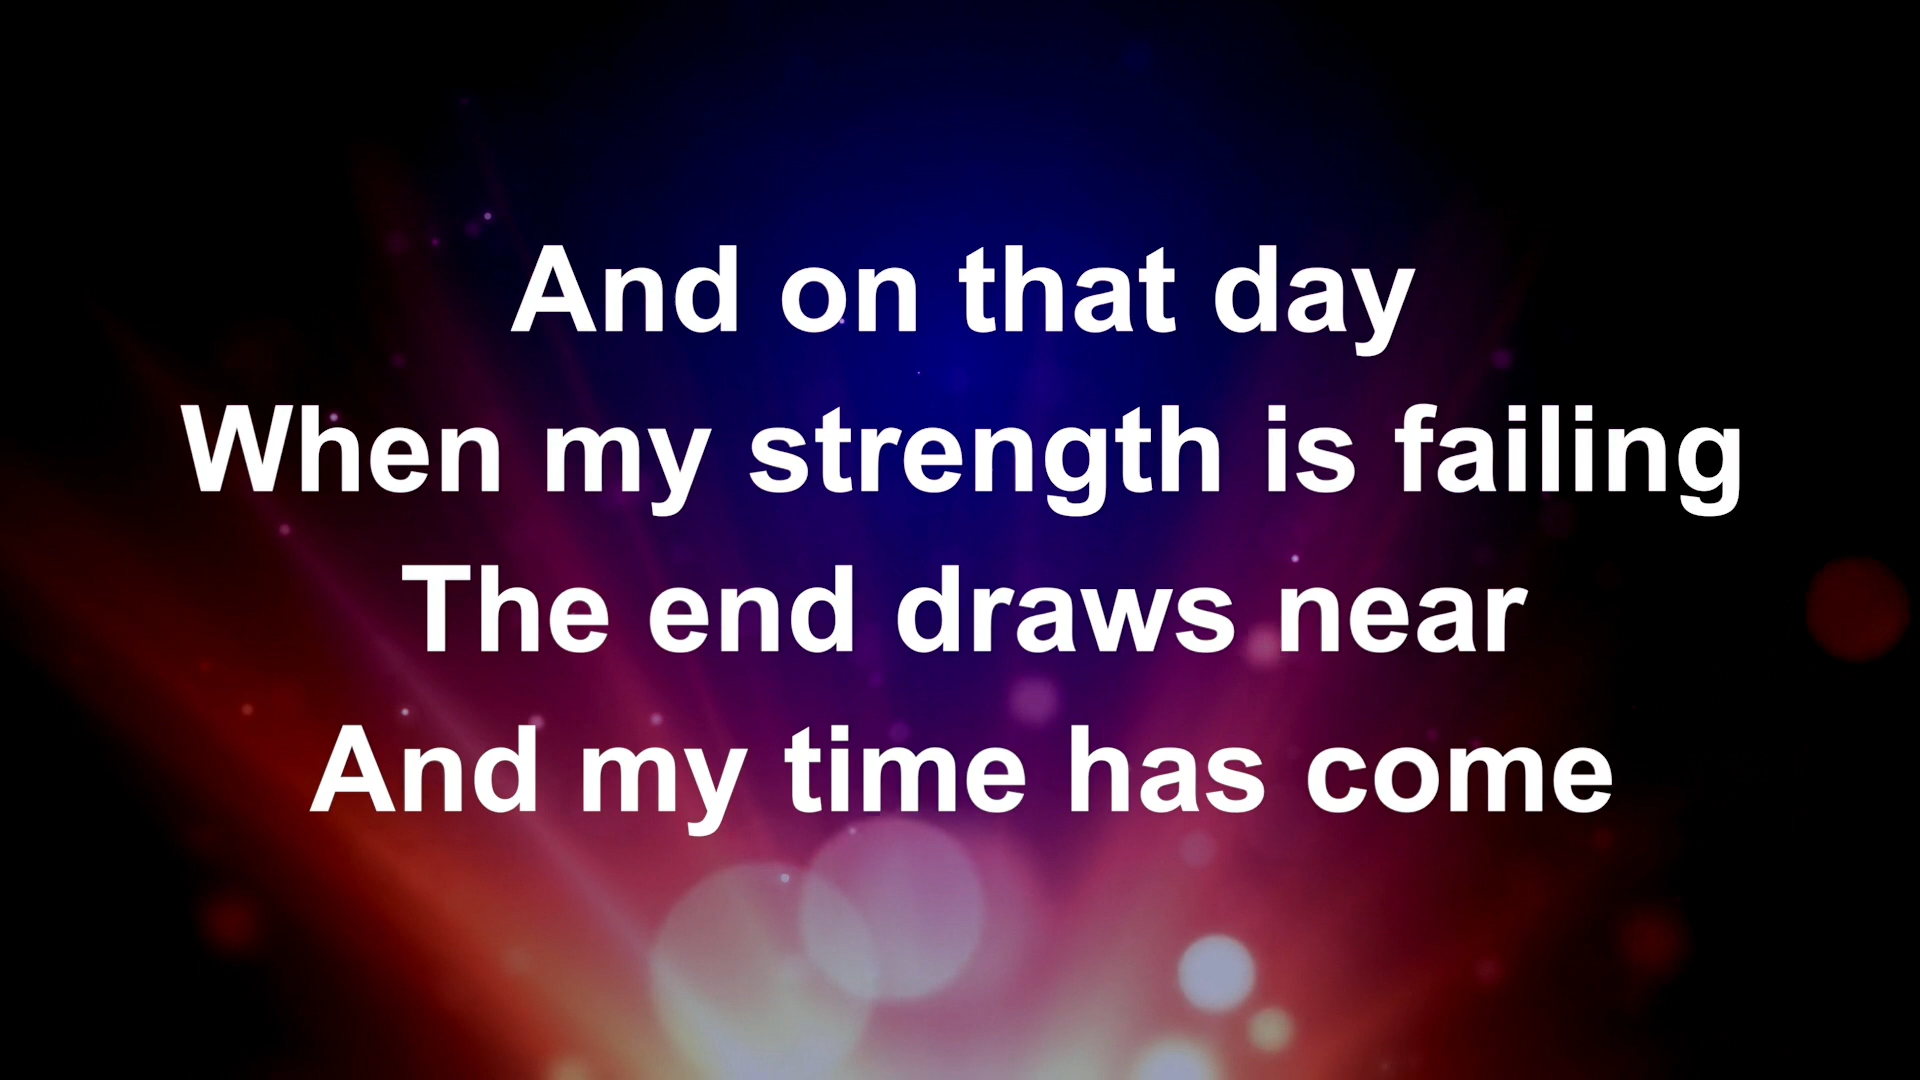 And on that day
When my strength is failing
The end draws near
And my time has come